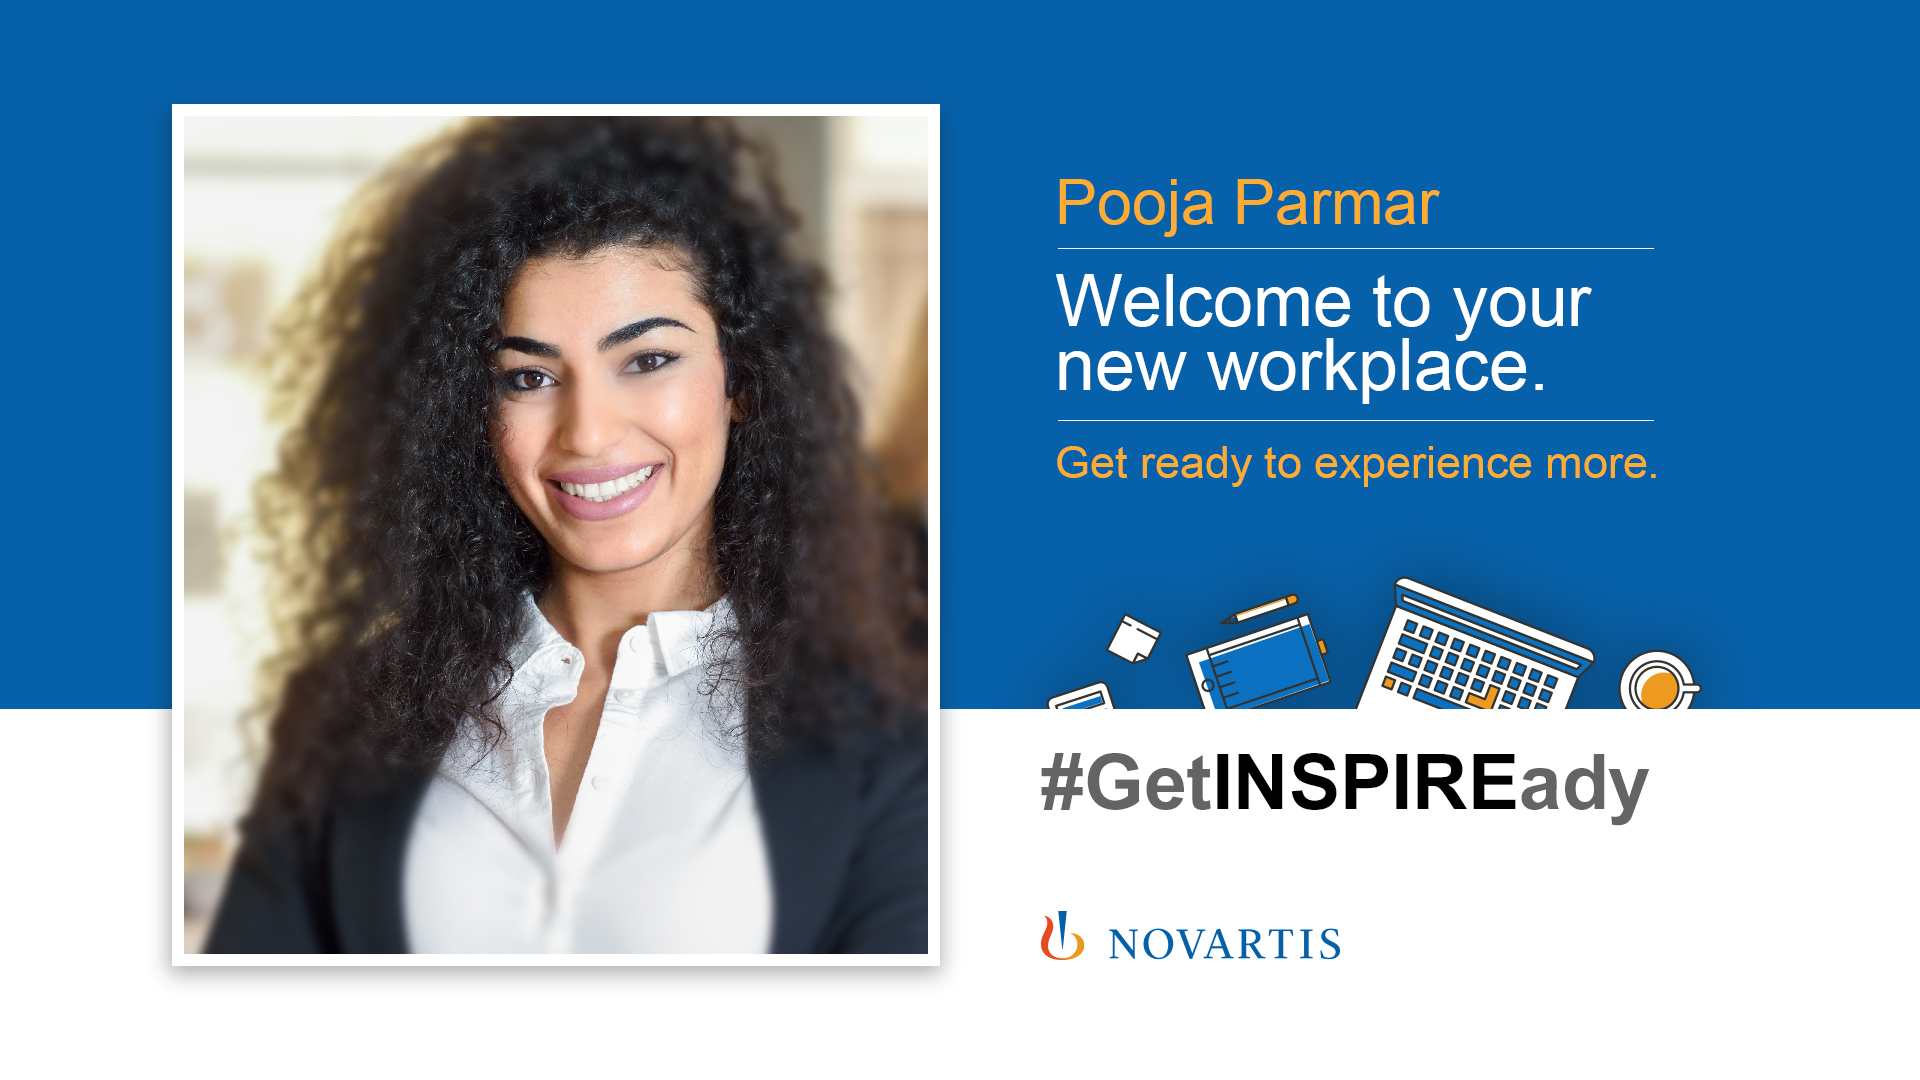 Pooja Parmar
Welcome to your
new workplace.
Get ready to experience more.
#GetINSPIREady
NOVARTIS